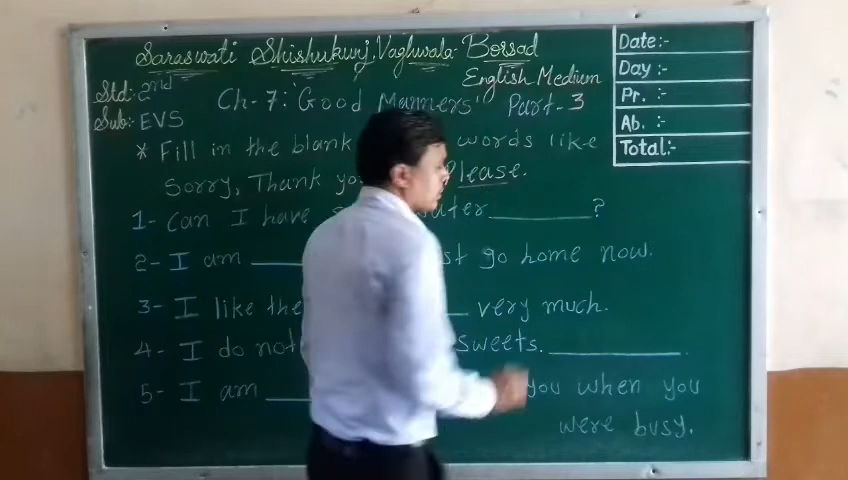 Saraswati Shishukunj, Vaghwala- Borsad
English Medium
Std:- 2nd
Sub:- EVS
Ch-7: 'Good Manners' Part-3
Date:-
Day :-
Pr. :-
Ab. :-
Total:-
* Fill in the blank words like
Sorry, Thank Please.
1- Can I have water ?
2- I am go home now.
3- I like the very much.
4- I do not sweets.
5- I am you when you
were busy.